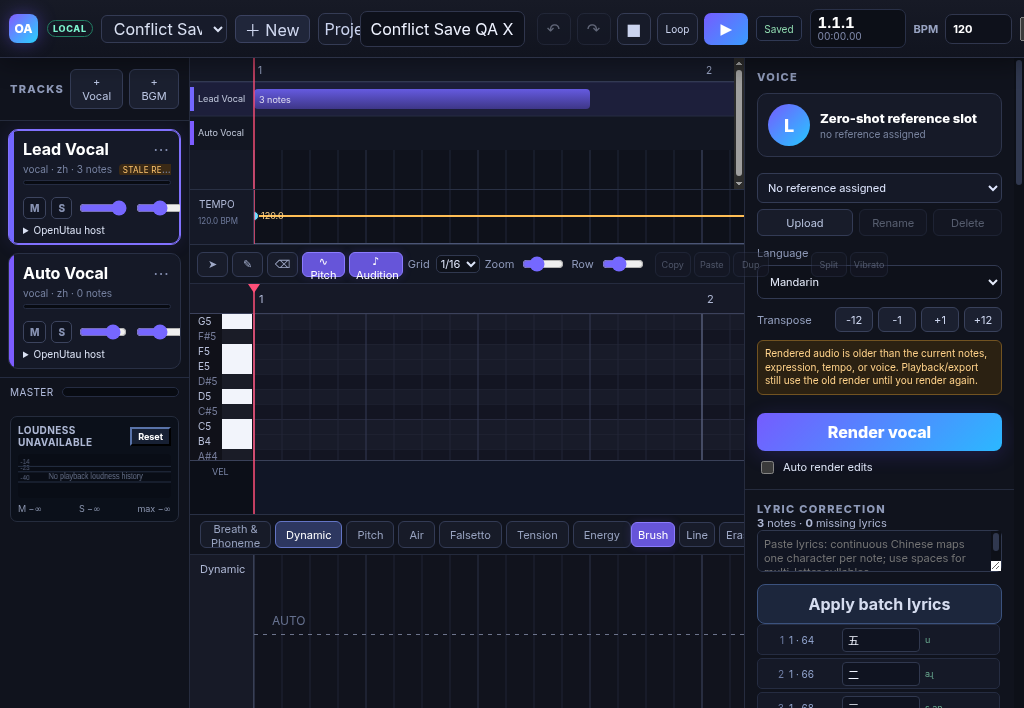 OA
LOCAL
Conflict Sav
+ New
Proje
Conflict Save QA X
Loop
Saved
1.1.1
00:00.00
BPM
120
TRACKS
+ Vocal
+ BGM
Lead Vocal
vocal · zh · 3 notes
STALE RE...
M
S
OpenUtau host
Auto Vocal
vocal · zh · 0 notes
M
S
OpenUtau host
MASTER
LOUDNESS UNAVAILABLE
Reset
-14
-23
-40
No playback loudness history
M −∞
S −∞
max −∞
1
2
Lead Vocal
3 notes
Auto Vocal
TEMPO
120.0 BPM
120.0
Pitch
Audition
Grid
1/16
Zoom
Row
Copy
Paste
Dup
Split
Vibrato
1
2
G5
F#5
F5
E5
D#5
D5
C#5
C5
B4
A#4
VEL
Breath & Phoneme
Dynamic
Pitch
Air
Falsetto
Tension
Energy
Brush
Line
Era
Dynamic
AUTO
VOICE
L
Zero-shot reference slot
no reference assigned
No reference assigned
Upload
Rename
Delete
Language
Mandarin
Transpose
-12
-1
+1
+12
Rendered audio is older than the current notes,
expression, tempo, or voice. Playback/export
still use the old render until you render again.
Render vocal
Auto render edits
LYRIC CORRECTION
3 notes · 0 missing lyrics
Paste lyrics: continuous Chinese maps
one character per note; use spaces for
multi-letter syllables
Apply batch lyrics
1 1 · 64 五 u
2 1 · 66 二
3 1 · 68